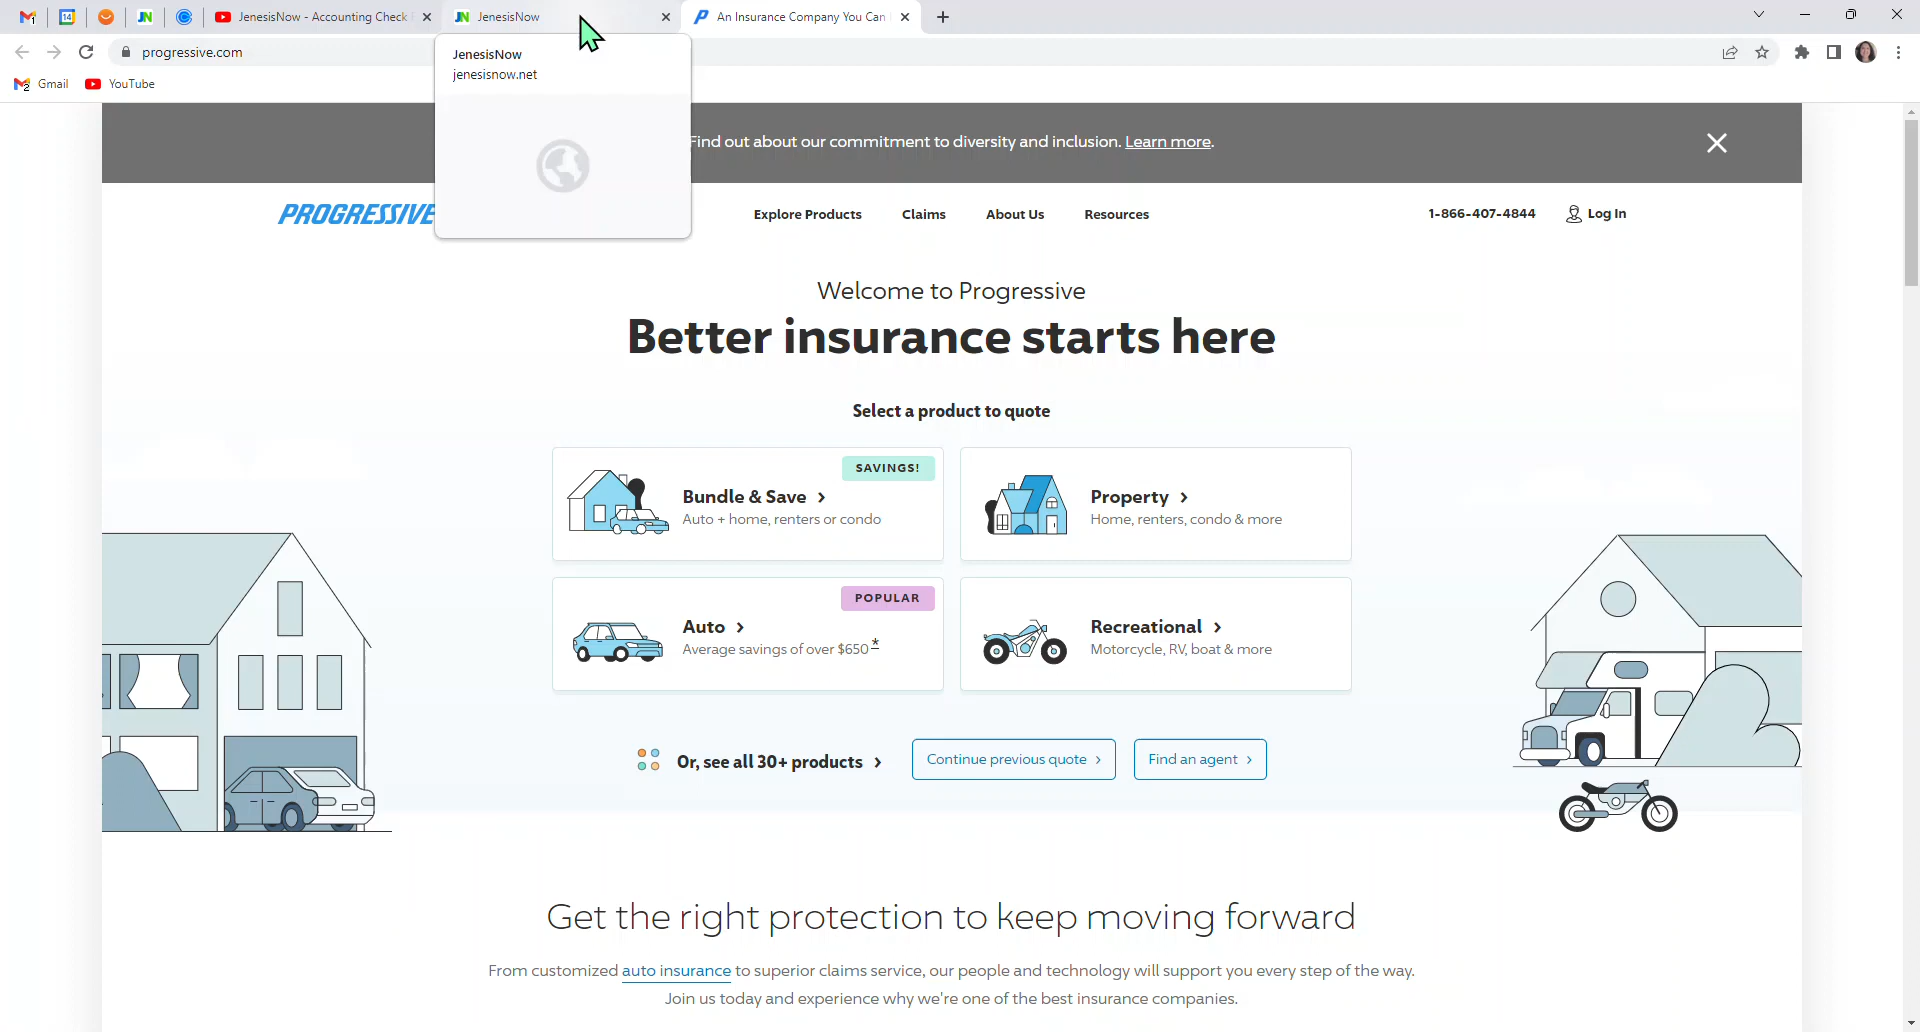 JenesisNow - Accounting Check
JenesisNow
An Insurance Company You Can
progressive.com
Gmail
YouTube
JenesisNow
jenesisnow.net
Find out about our commitment to diversity and inclusion. Learn more.
PROGRESSIVE
Explore Products
Claims
About Us
Resources
1-866-407-4844
Log In
Welcome to Progressive
Better insurance starts here
Select a product to quote
SAVINGS!
Bundle & Save
Auto + home, renters or condo
Property
Home, renters, condo & more
POPULAR
Auto
Average savings of over $650*
Recreational
Motorcycle, RV, boat & more
Or, see all 30+ products
Continue previous quote
Find an agent
Get the right protection to keep moving forward
From customized auto insurance to superior claims service, our people and technology will support you every step of the way.
Join us today and experience why we're one of the best insurance companies.